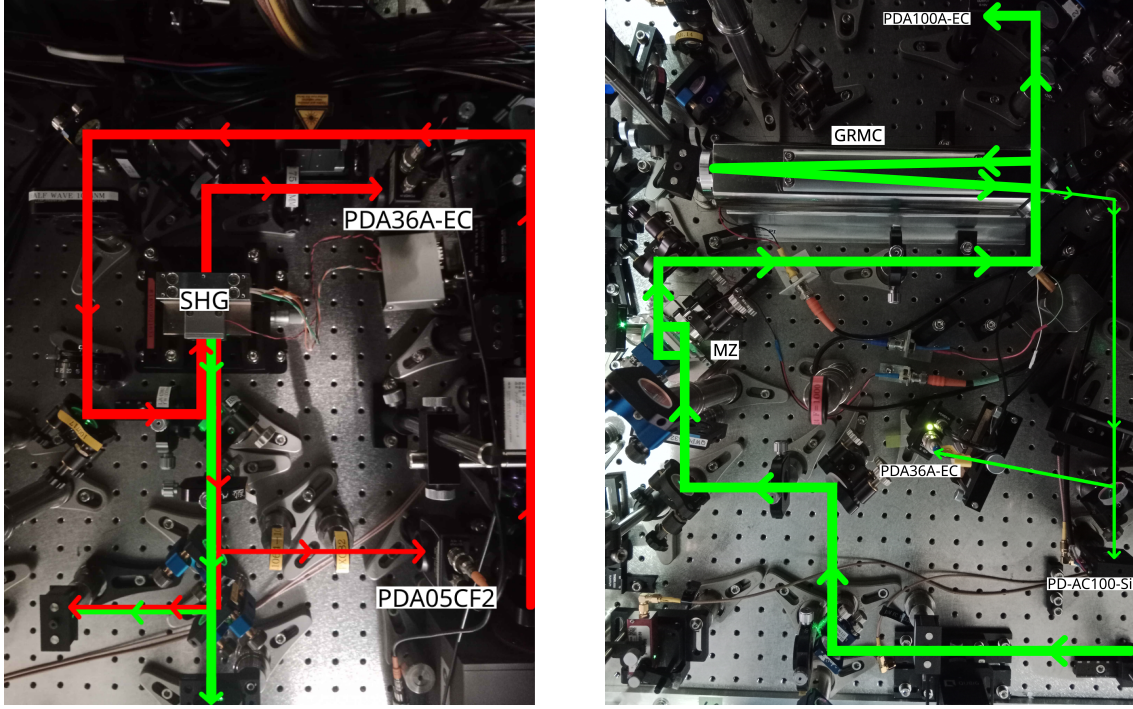 PDA36A-EC
SHG
PDA05CF2
PDA100A-EC
GRMC
MZ
PDA36A-EC
PD-AC100-Si